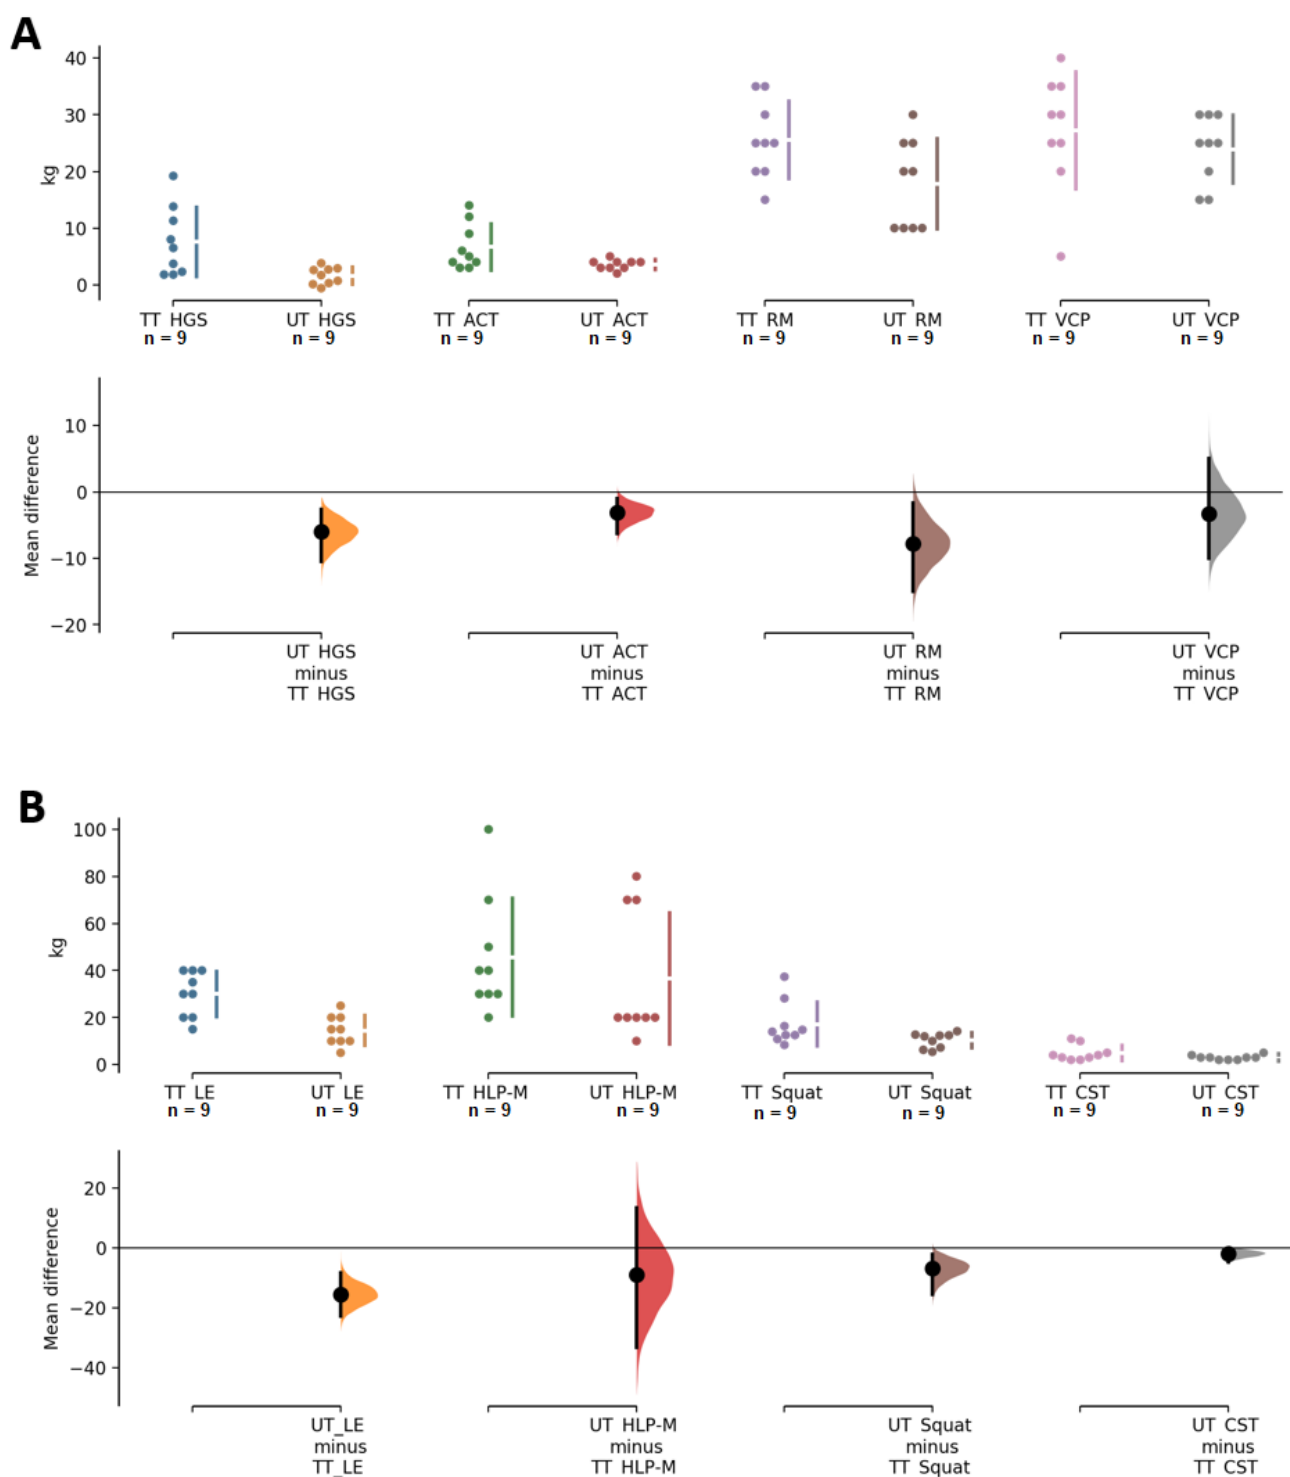 A
40
30
20
10
0
kg
TT HGS UT HGS TT ACT UT ACT TT RM UT RM TT VCP UT VCP
n = 9 n = 9 n = 9 n = 9 n = 9 n = 9 n = 9 n = 9
10
0
−10
−20
Mean difference
UT HGS UT ACT UT RM UT VCP
minus minus minus minus
TT HGS TT ACT TT RM TT VCP
B
100
80
60
40
20
0
kg
TT LE UT LE TT HLP-M UT HLP-M TT Squat UT Squat TT CST UT CST
n = 9 n = 9 n = 9 n = 9 n = 9 n = 9 n = 9 n = 9
20
0
−20
−40
Mean difference
UT_LE UT HLP-M UT Squat UT CST
minus minus minus minus
TT_LE TT HLP-M TT Squat TT CST